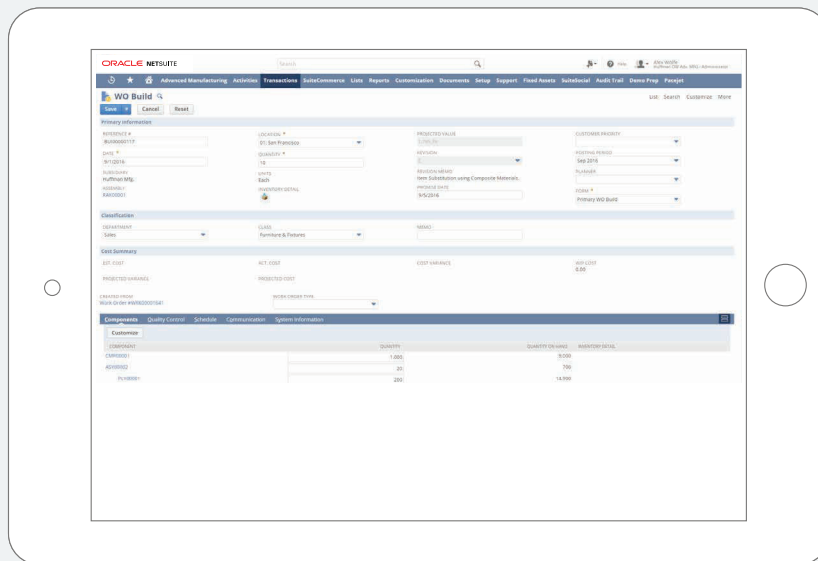 ORACLE NETSUITE Search Help Alex Wolfe
Advanced Manufacturing Activities Transactions SuiteCommerce Lists Reports Customization Documents Setup Support Fixed Assets SuiteSocial Audit Trail Demo Prep Pacejet
WO Build List Search Customize More
Save Cancel Reset
Primary Information
REFERENCE # LOCATION * PROJECTED VALUE CUSTOMER PRIORITY
01: San Francisco
DATE * QUANTITY * REVISION POSTING PERIOD
9/1/2016 10 Sep 2016
SUBSIDIARY UNITS REVISION MEMO PLANNER
Huffman Mfg. Each Item Substitution using Composite Materials.
ASSEMBLY INVENTORY DETAIL PROMISE DATE FORM *
9/5/2016 Primary WO Build
Classification
DEPARTMENT CLASS MEMO
Sales Furniture & Fixtures
Cost Summary
EST. COST ACT. COST COST VARIANCE WIP COST
0.00
PROJECTED VARIANCE PROJECTED COST
CREATED FROM WORK ORDER TYPE
Components Quality Control Schedule Communication System Information
Customize
COMPONENT QUANTITY QUANTITY ON HAND INVENTORY DETAIL
1,000 9,000
20 700
250